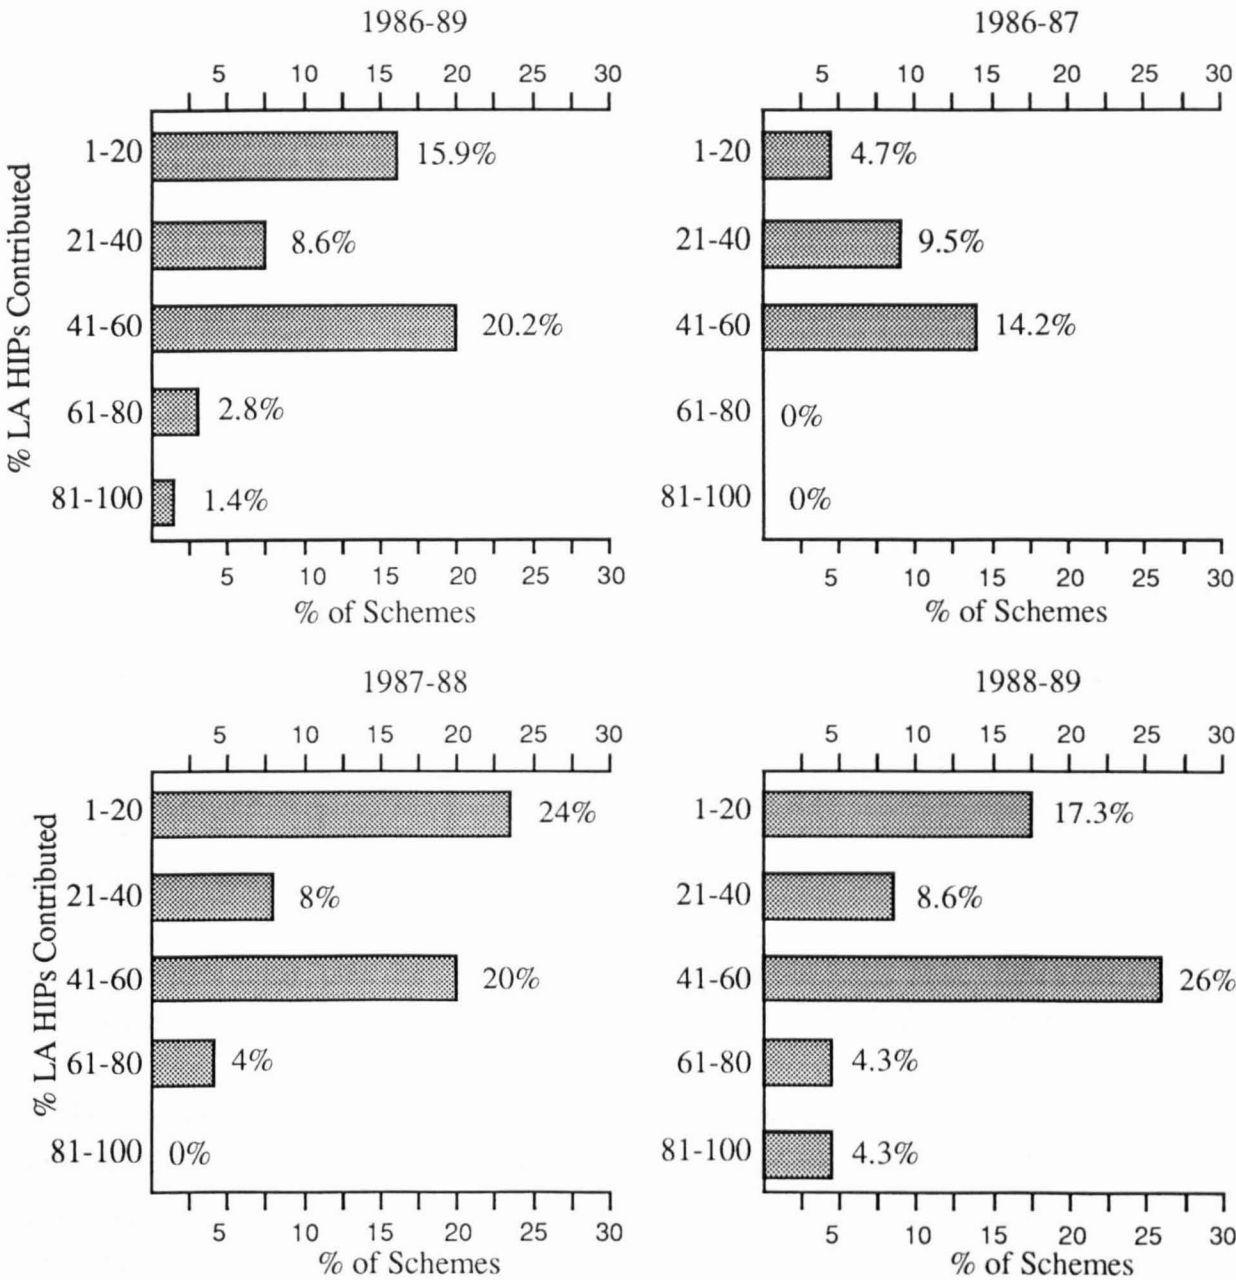 1986-89
5 10 15 20 25 30
% LA HIPs Contributed
1-20 15.9%
21-40 8.6%
41-60 20.2%
61-80 2.8%
81-100 1.4%
5 10 15 20 25 30
% of Schemes
1986-87
5 10 15 20 25 30
1-20 4.7%
21-40 9.5%
41-60 14.2%
61-80 0%
81-100 0%
5 10 15 20 25 30
% of Schemes
1987-88
5 10 15 20 25 30
% LA HIPs Contributed
1-20 24%
21-40 8%
41-60 20%
61-80 4%
81-100 0%
5 10 15 20 25 30
% of Schemes
1988-89
5 10 15 20 25 30
1-20 17.3%
21-40 8.6%
41-60 26%
61-80 4.3%
81-100 4.3%
5 10 15 20 25 30
% of Schemes